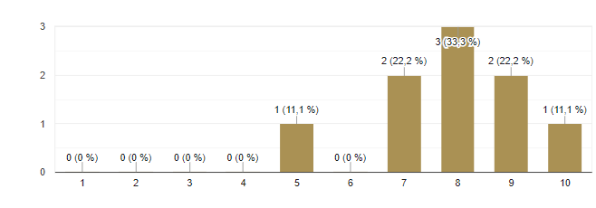 3
3 (33,3 %)
2 (22,2 %)
2 (22,2 %)
2
1 (11,1 %)
1 (11,1 %)
1
0 (0 %)
0 (0 %)
0 (0 %)
0 (0 %)
0 (0 %)
0
1
2
3
4
5
6
7
8
9
10